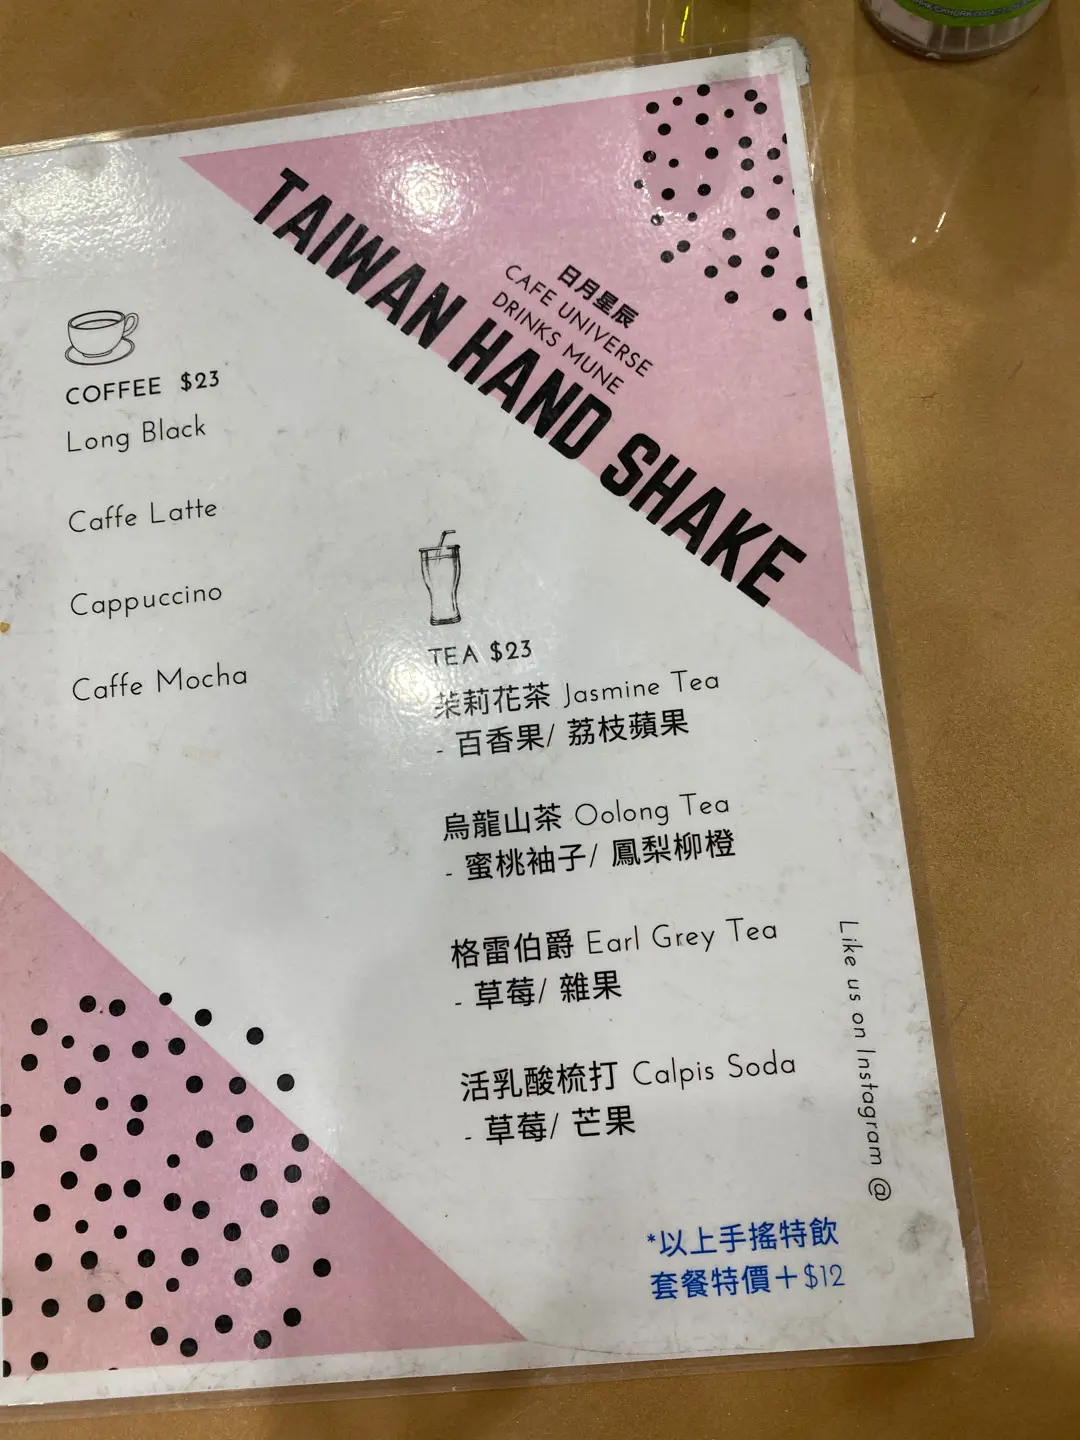 TAIWAN HAND SHAKE
日月星辰
CAFE UNIVERSE
DRINKS MUNE
COFFEE $23
Long Black
Caffe Latte
Cappuccino
Caffe Mocha
TEA $23
茉莉花茶 Jasmine Tea
- 百香果/ 荔枝蘋果
烏龍山茶 Oolong Tea
- 蜜桃袖子/ 鳳梨柳橙
格雷伯爵 Earl Grey Tea
- 草莓/ 雜果
活乳酸梳打 Calpis Soda
- 草莓/ 芒果
Like us on Instagram @
*以上手搖特飲
套餐特價+$12